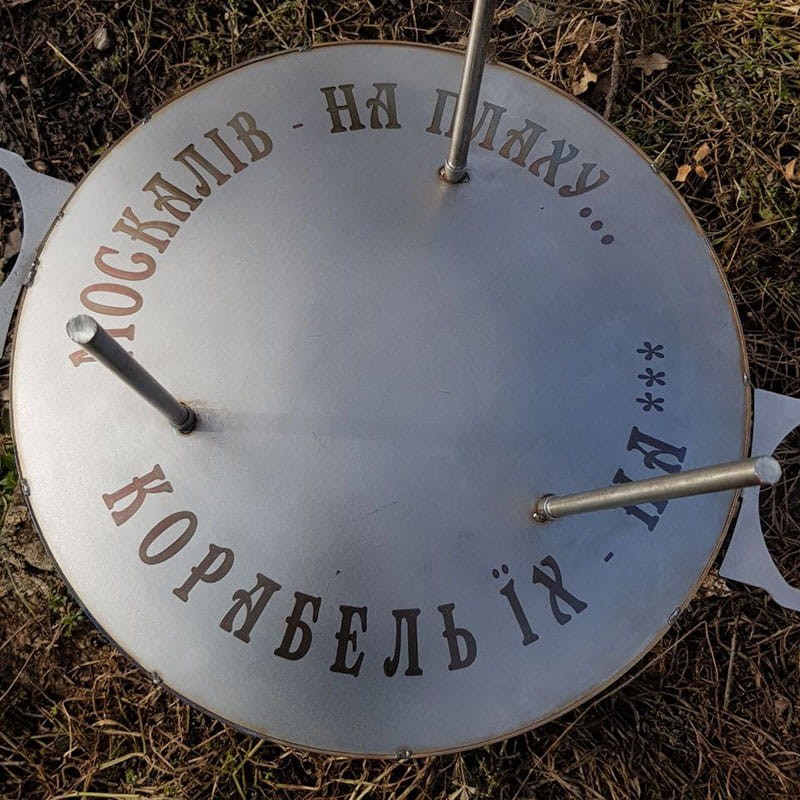 МОСКАЛІВ - НА ПЛАХУ...
КОРАБЕЛЬ ЇХ - НА ***